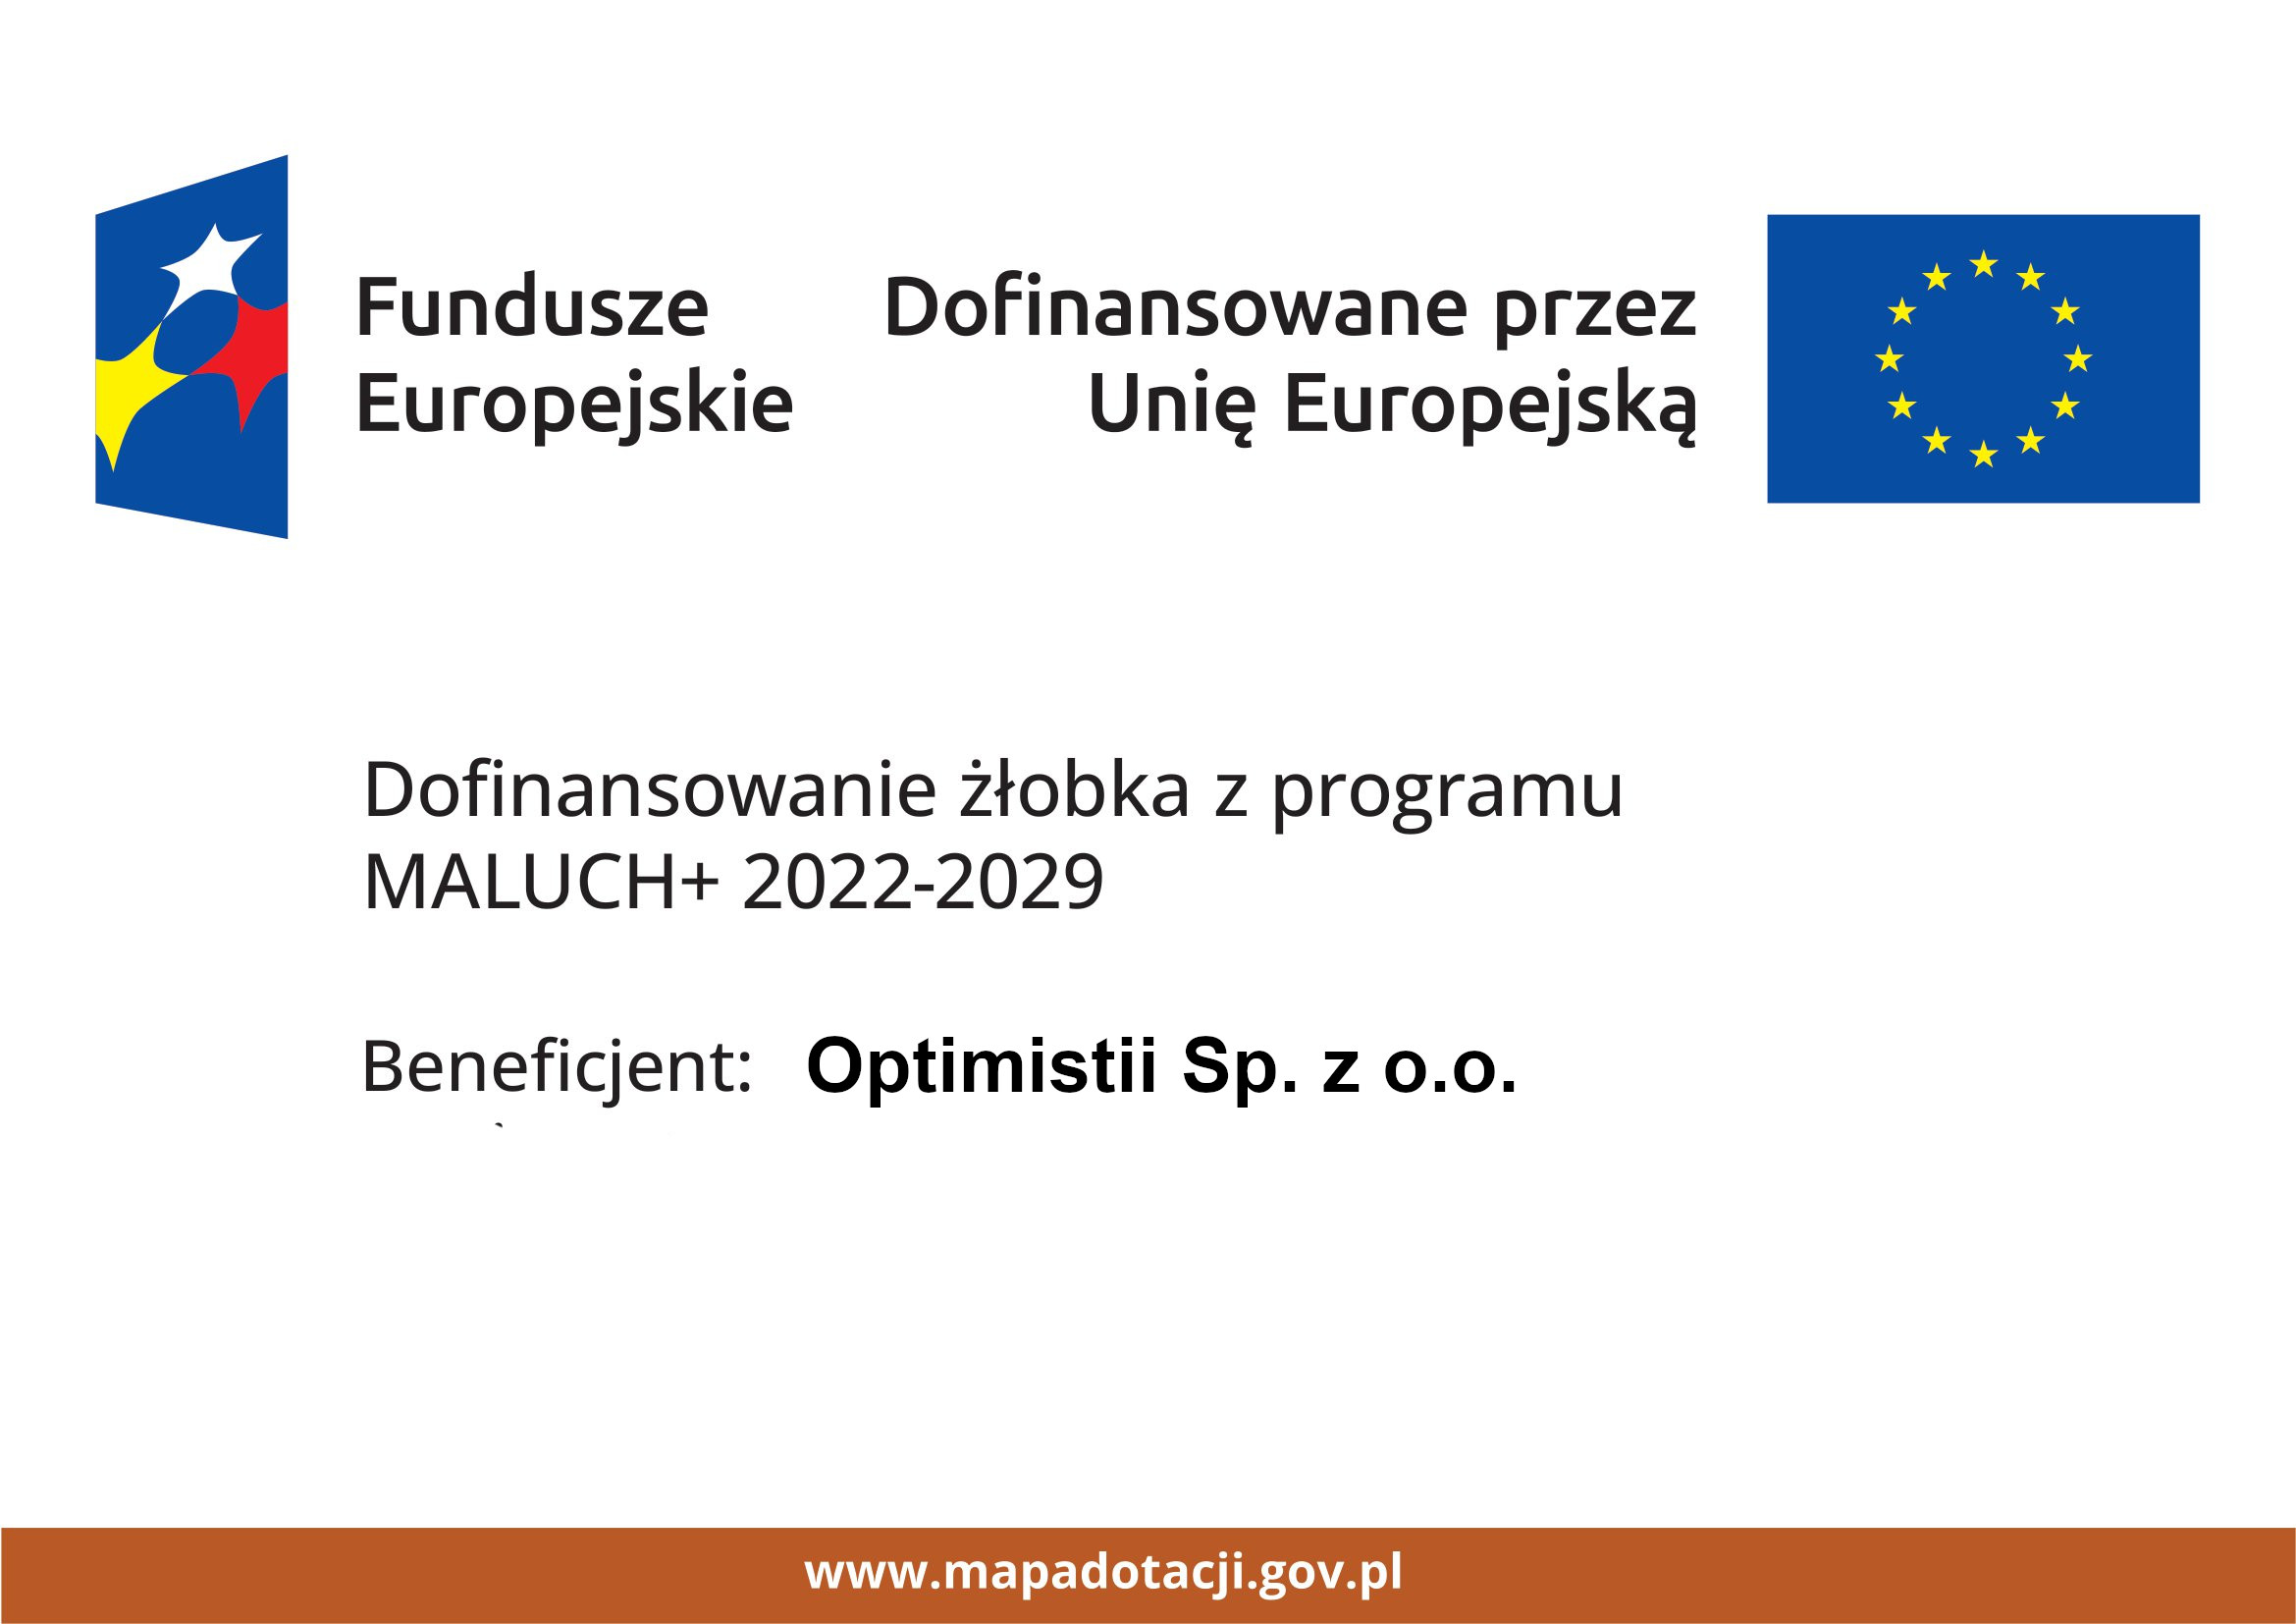 Fundusze
Europejskie
Dofinansowane przez
Unię Europejską
Dofinansowanie żłobka z programu
MALUCH+ 2022-2029
Beneficjent: Optimistii Sp. z o.o.
www.mapadotacji.gov.pl